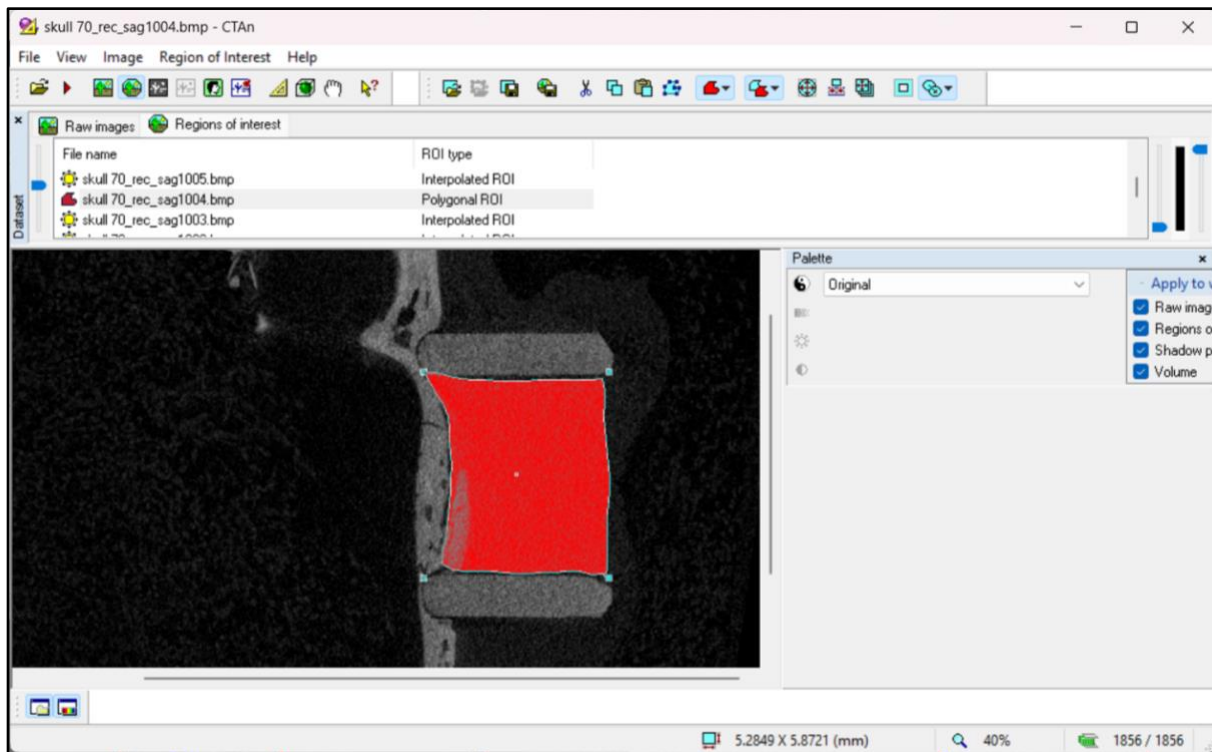 skull 70_rec_sag1004.bmp - CTAn
File View Image Region of Interest Help
Raw images Regions of interest
File name ROI type
skull 70_rec_sag1005.bmp Interpolated ROI
skull 70_rec_sag1004.bmp Polygonal ROI
skull 70_rec_sag1003.bmp Interpolated ROI
Dataset
Palette
Original
Apply to
Raw imag
Regions o
Shadow p
Volume
5.2849 X 5.8721 (mm) 40% 1856 / 1856